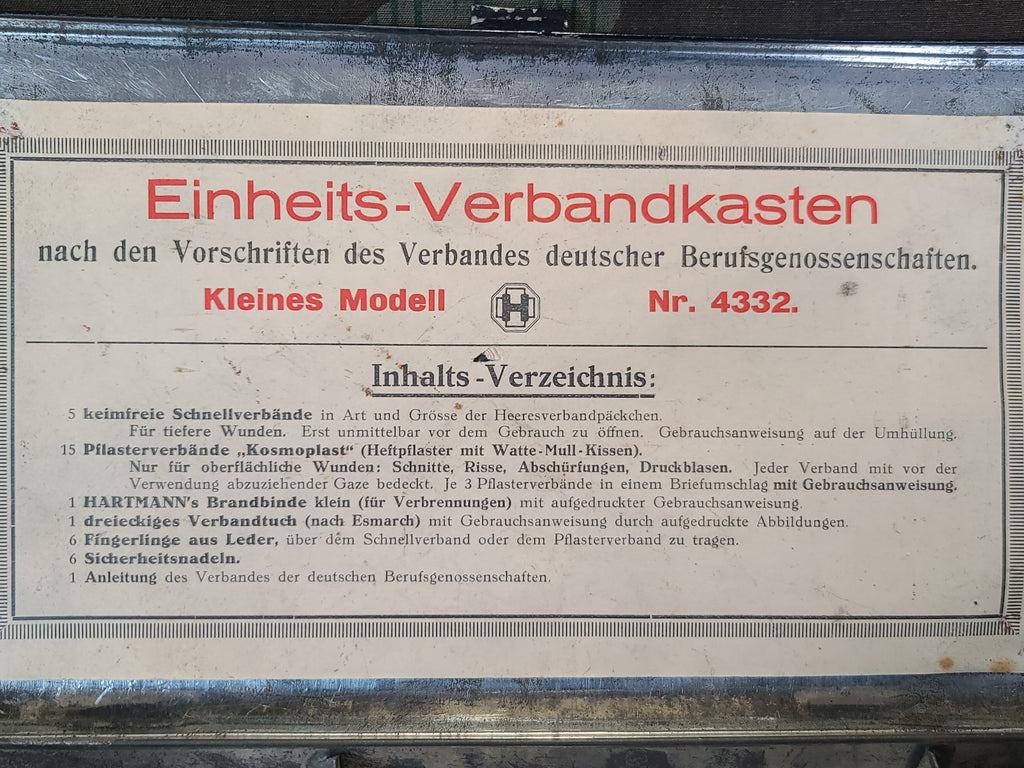 Einheits-Verbandkasten
nach den Vorschriften des Verbandes deutscher Berufsgenossenschaften.
Kleines Modell H Nr. 4332.
Inhalts-Verzeichnis:
5 keimfreie Schnellverbände in Art und Grösse der Heeresverbandpäckchen.
Für tiefere Wunden. Erst unmittelbar vor dem Gebrauch zu öffnen. Gebrauchsanweisung auf der Umhüllung.
15 Pflasterverbände „Kosmoplast“ (Heftpflaster mit Watte-Mull-Kissen).
Nur für oberflächliche Wunden: Schnitte, Risse, Abschürfungen, Druckblasen. Jeder Verband mit vor der
Verwendung abzuziehender Gaze bedeckt. Je 3 Pflasterverbände in einem Briefumschlag mit Gebrauchsanweisung.
1 HARTMANN's Brandbinde klein (für Verbrennungen) mit aufgedruckter Gebrauchsanweisung.
1 dreieckiges Verbandtuch (nach Esmarch) mit Gebrauchsanweisung durch aufgedruckte Abbildungen.
6 Fingerlinge aus Leder, über dem Schnellverband oder dem Pflasterverband zu tragen.
6 Sicherheitsnadeln.
1 Anleitung des Verbandes der deutschen Berufsgenossenschaften.